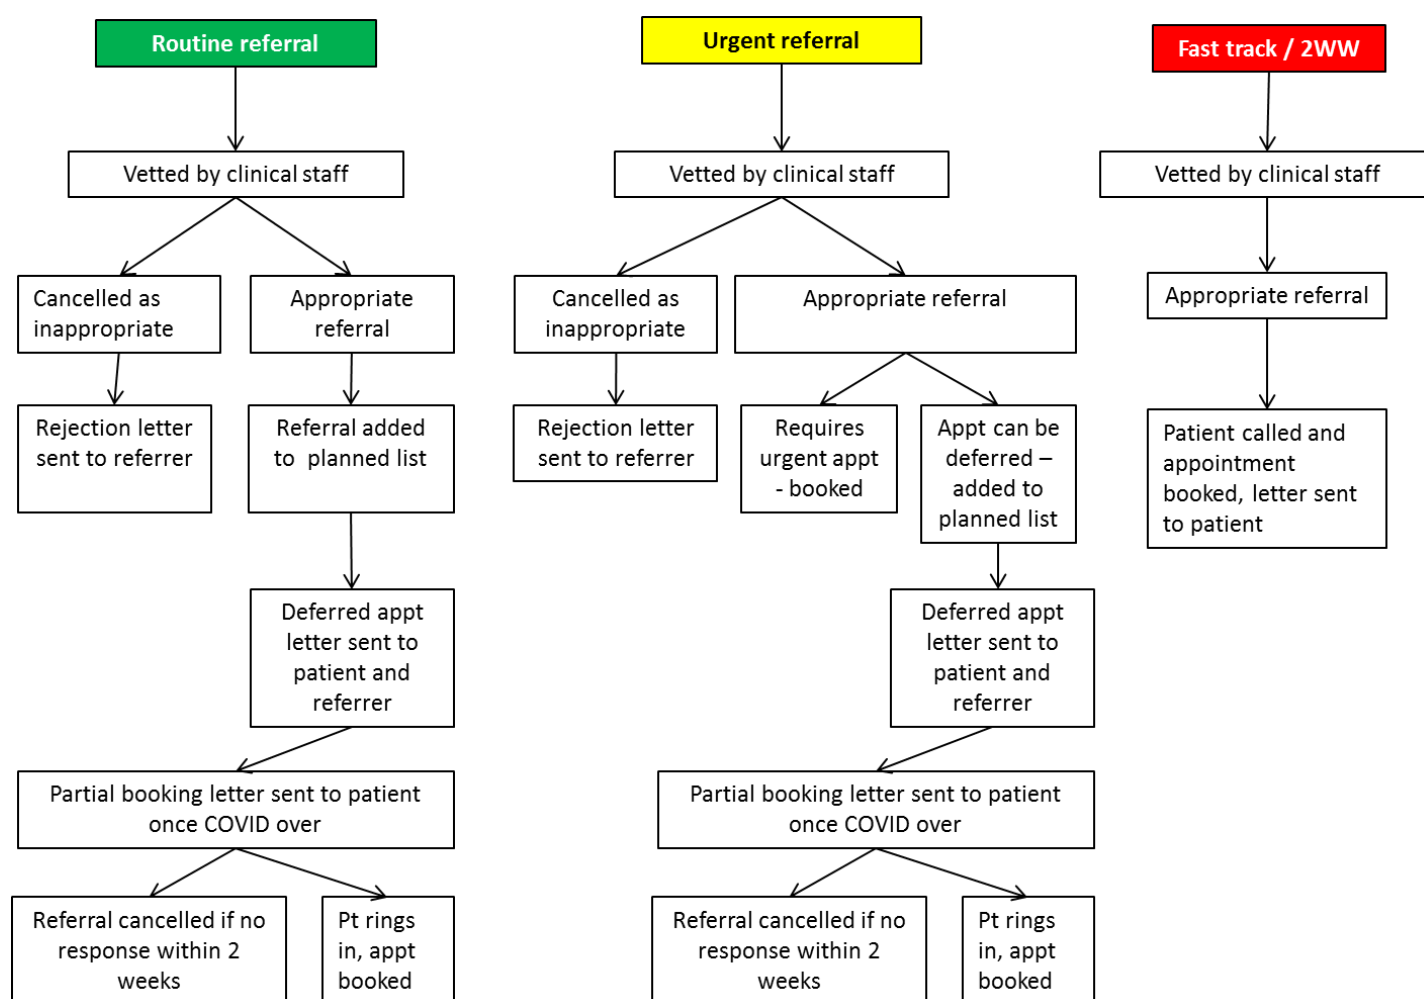 Routine referral
Vetted by clinical staff
Cancelled as
inappropriate
Appropriate
referral
Rejection letter
sent to referrer
Referral added
to planned list
Deferred appt
letter sent to
patient and
referrer
Partial booking letter sent to patient
once COVID over
Referral cancelled if no
response within 2
weeks
Pt rings
in, appt
booked
Urgent referral
Vetted by clinical staff
Cancelled as
inappropriate
Appropriate referral
Rejection letter
sent to referrer
Requires
urgent appt
- booked
Appt can be
deferred –
added to
planned list
Deferred appt
letter sent to
patient and
referrer
Partial booking letter sent to patient
once COVID over
Referral cancelled if no
response within 2
weeks
Pt rings
in, appt
booked
Fast track / 2WW
Vetted by clinical staff
Appropriate referral
Patient called and
appointment
booked, letter sent
to patient